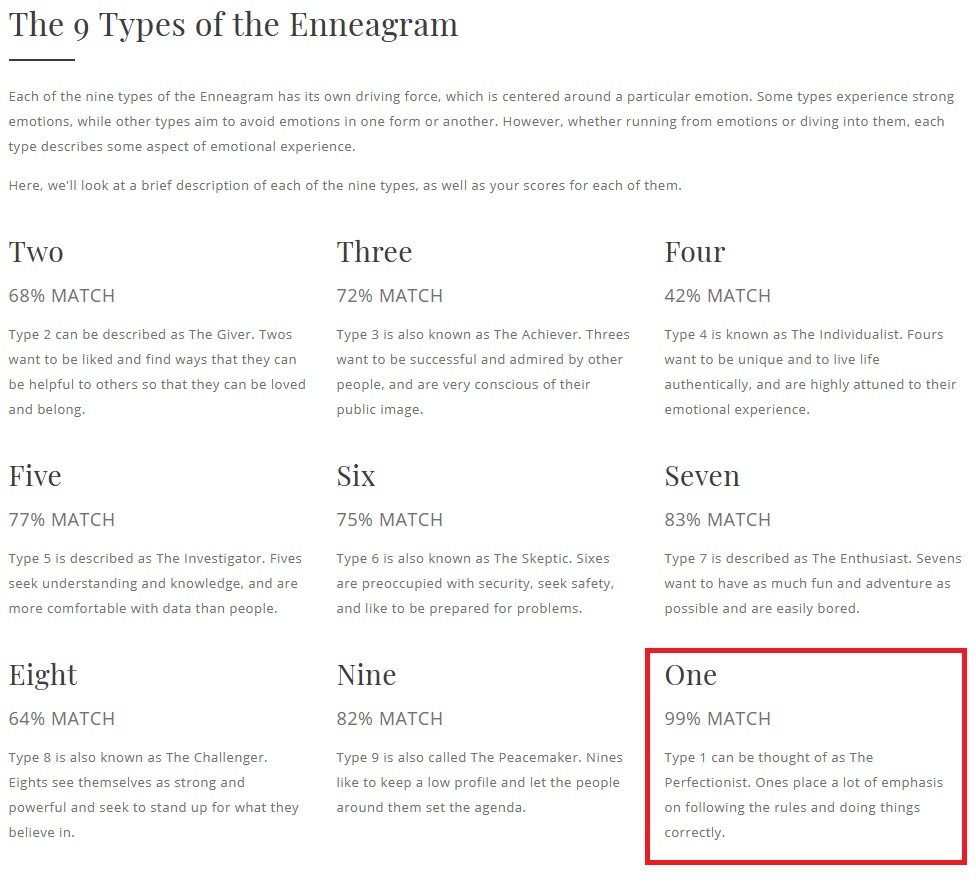 The 9 Types of the Enneagram
Each of the nine types of the Enneagram has its own driving force, which is centered around a particular emotion. Some types experience strong
emotions, while other types aim to avoid emotions in one form or another. However, whether running from emotions or diving into them, each
type describes some aspect of emotional experience.
Here, we'll look at a brief description of each of the nine types, as well as your scores for each of them.
Two
68% MATCH
Type 2 can be described as The Giver. Twos
want to be liked and find ways that they can
be helpful to others so that they can be loved
and belong.
Three
72% MATCH
Type 3 is also known as The Achiever. Threes
want to be successful and admired by other
people, and are very conscious of their
public image.
Four
42% MATCH
Type 4 is known as The Individualist. Fours
want to be unique and to live life
authentically, and are highly attuned to their
emotional experience.
Five
77% MATCH
Type 5 is described as The Investigator. Fives
seek understanding and knowledge, and are
more comfortable with data than people.
Six
75% MATCH
Type 6 is also known as The Skeptic. Sixes
are preoccupied with security, seek safety,
and like to be prepared for problems.
Seven
83% MATCH
Type 7 is described as The Enthusiast. Sevens
want to have as much fun and adventure as
possible and are easily bored.
Eight
64% MATCH
Type 8 is also known as The Challenger.
Eights see themselves as strong and
powerful and seek to stand up for what they
believe in.
Nine
82% MATCH
Type 9 is also called The Peacemaker. Nines
like to keep a low profile and let the people
around them set the agenda.
One
99% MATCH
Type 1 can be thought of as The
Perfectionist. Ones place a lot of emphasis
on following the rules and doing things
correctly.